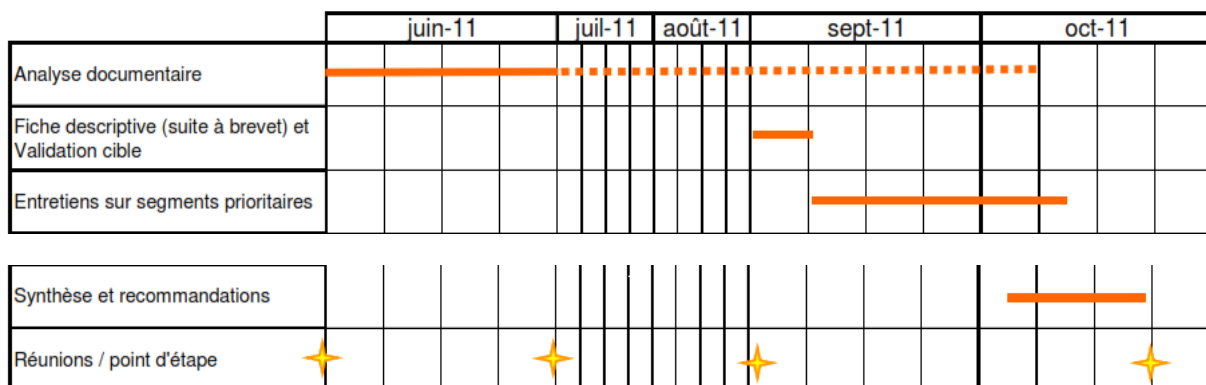 juin-11 juil-11 août-11 sept-11 oct-11
Analyse documentaire
Fiche descriptive (suite à brevet) et
Validation cible
Entretiens sur segments prioritaires
Synthèse et recommandations
Réunions / point d'étape